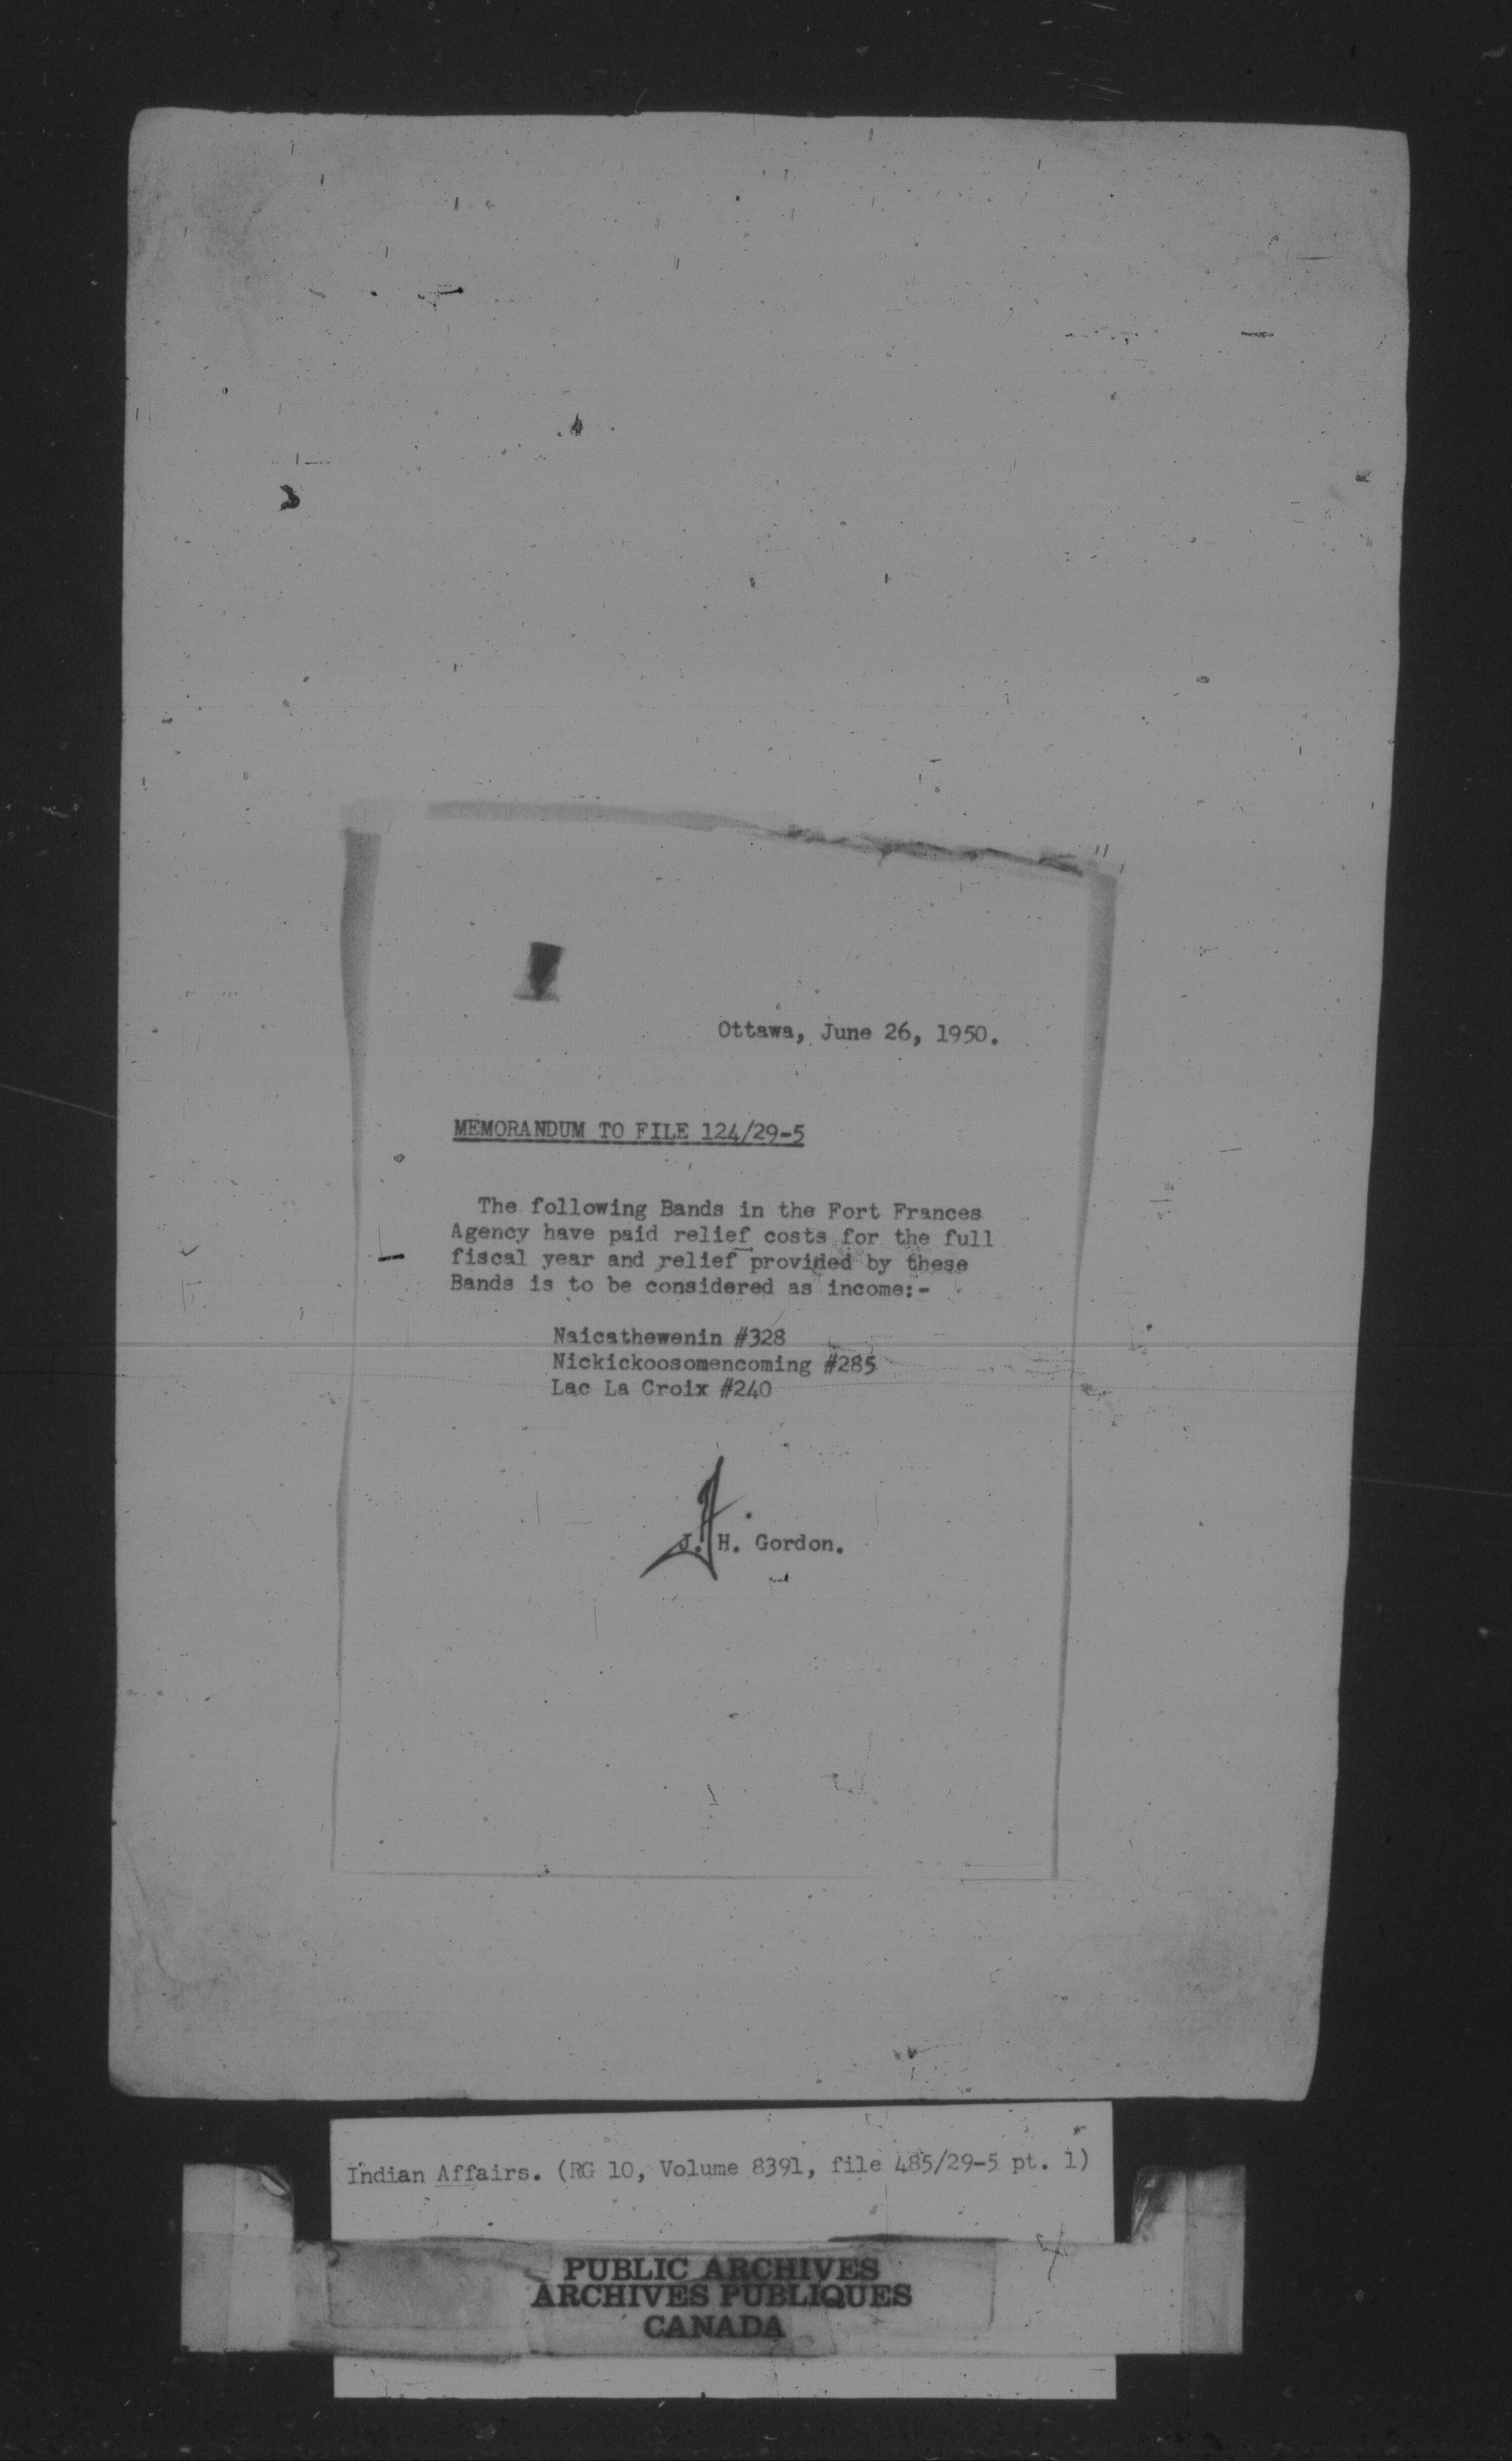 Ottawa, June 26, 1950.
MEMORANDUM TO FILE 124/29-5
The following Bands in the Fort Frances
Agency have paid relief costs for the full
fiscal year and relief provided by these
Bands is to be considered as income:-
Naicathewenin #328
Nickickoosomencoming #285
Lac La Croix #240
J. H. Gordon.
Indian Affairs. (RG 10, Volume 8391, file 485/29-5 pt. 1)
PUBLIC ARCHIVES
ARCHIVES PUBLIQUES
CANADA